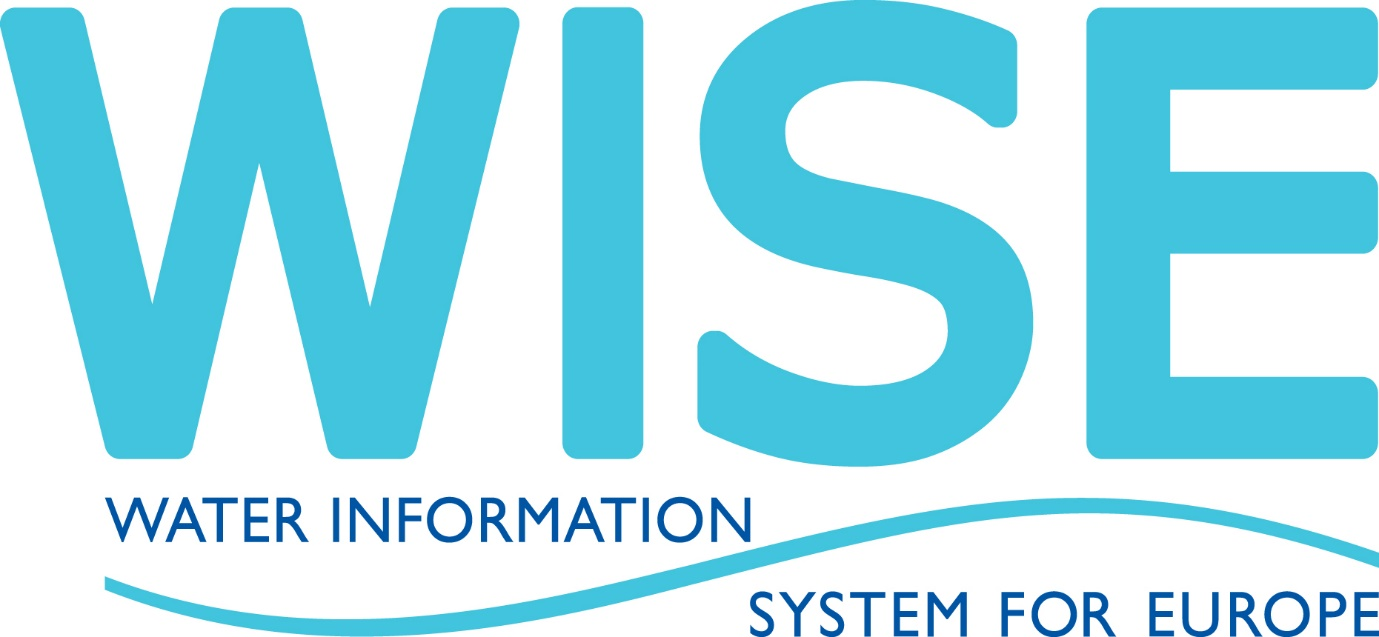 WISE
WATER INFORMATION
SYSTEM FOR EUROPE